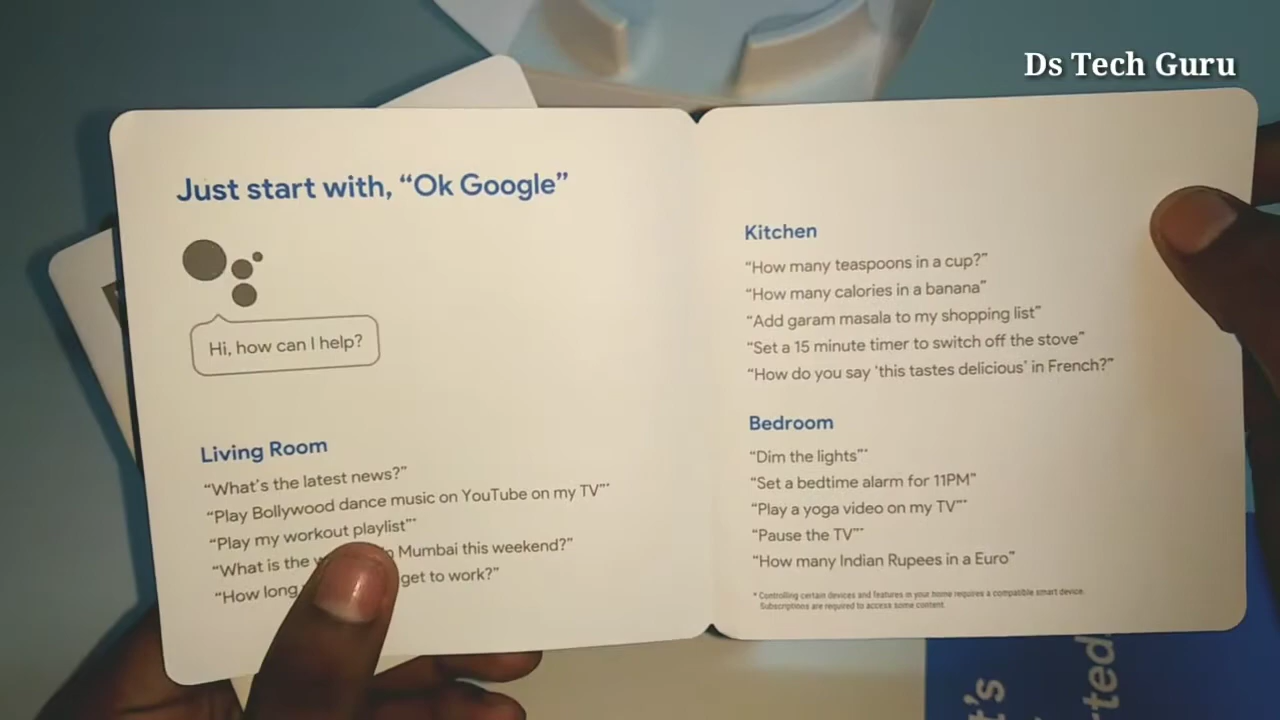 Ds Tech Guru
Just start with, “Ok Google”
Hi, how can I help?
Living Room
“What's the latest news?”
“Play Bollywood dance music on YouTube on my TV”*
“Play my workout playlist”*
“What is the Mumbai this weekend?”
“How long get to work?”
Kitchen
“How many teaspoons in a cup?”
“How many calories in a banana”
“Add garam masala to my shopping list”
“Set a 15 minute timer to switch off the stove”
“How do you say ‘this tastes delicious’ in French?”
Bedroom
“Dim the lights”*
“Set a bedtime alarm for 11PM”
“Play a yoga video on my TV”*
“Pause the TV”*
“How many Indian Rupees in a Euro”
* Controlling certain devices and features in your home requires a compatible smart device.
Subscriptions are required to access some content.